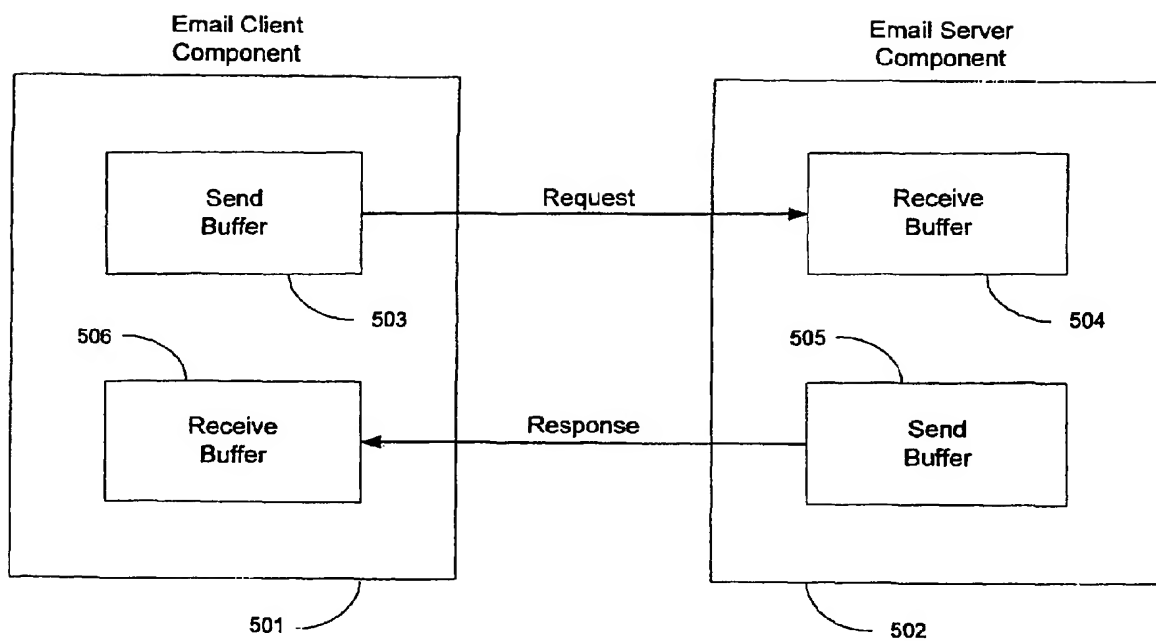 Email Client
Component
Email Server
Component
Send
Buffer
Request
Receive
Buffer
503
504
506
505
Receive
Buffer
Response
Send
Buffer
501
502